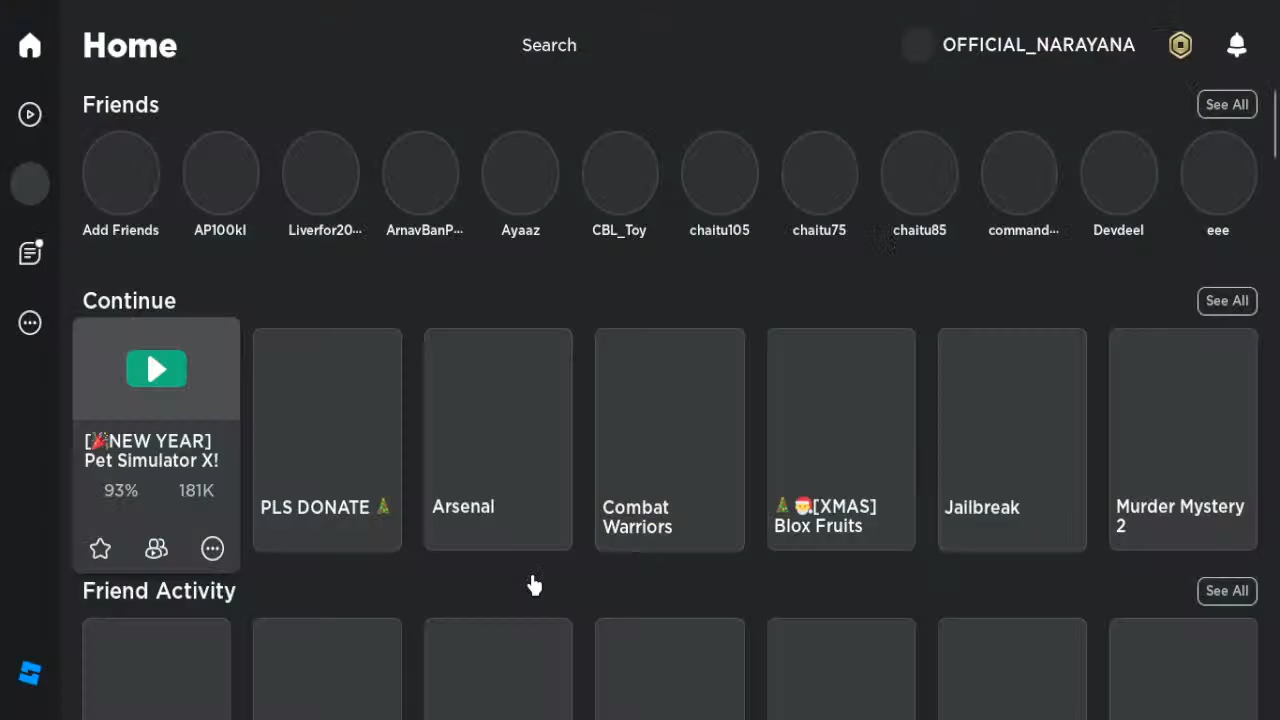 Home
Search
OFFICIAL_NARAYANA
Friends
See All
Add Friends
AP100kl
Liverfor20...
ArnavBanP...
Ayaaz
CBL_Toy
chaitu105
chaitu75
chaitu85
command...
Devdeel
eee
Continue
See All
[🎉NEW YEAR]
Pet Simulator X!
93% 181K
PLS DONATE 🎄
Arsenal
Combat
Warriors
🎄🎅[XMAS]
Blox Fruits
Jailbreak
Murder Mystery
2
Friend Activity
See All